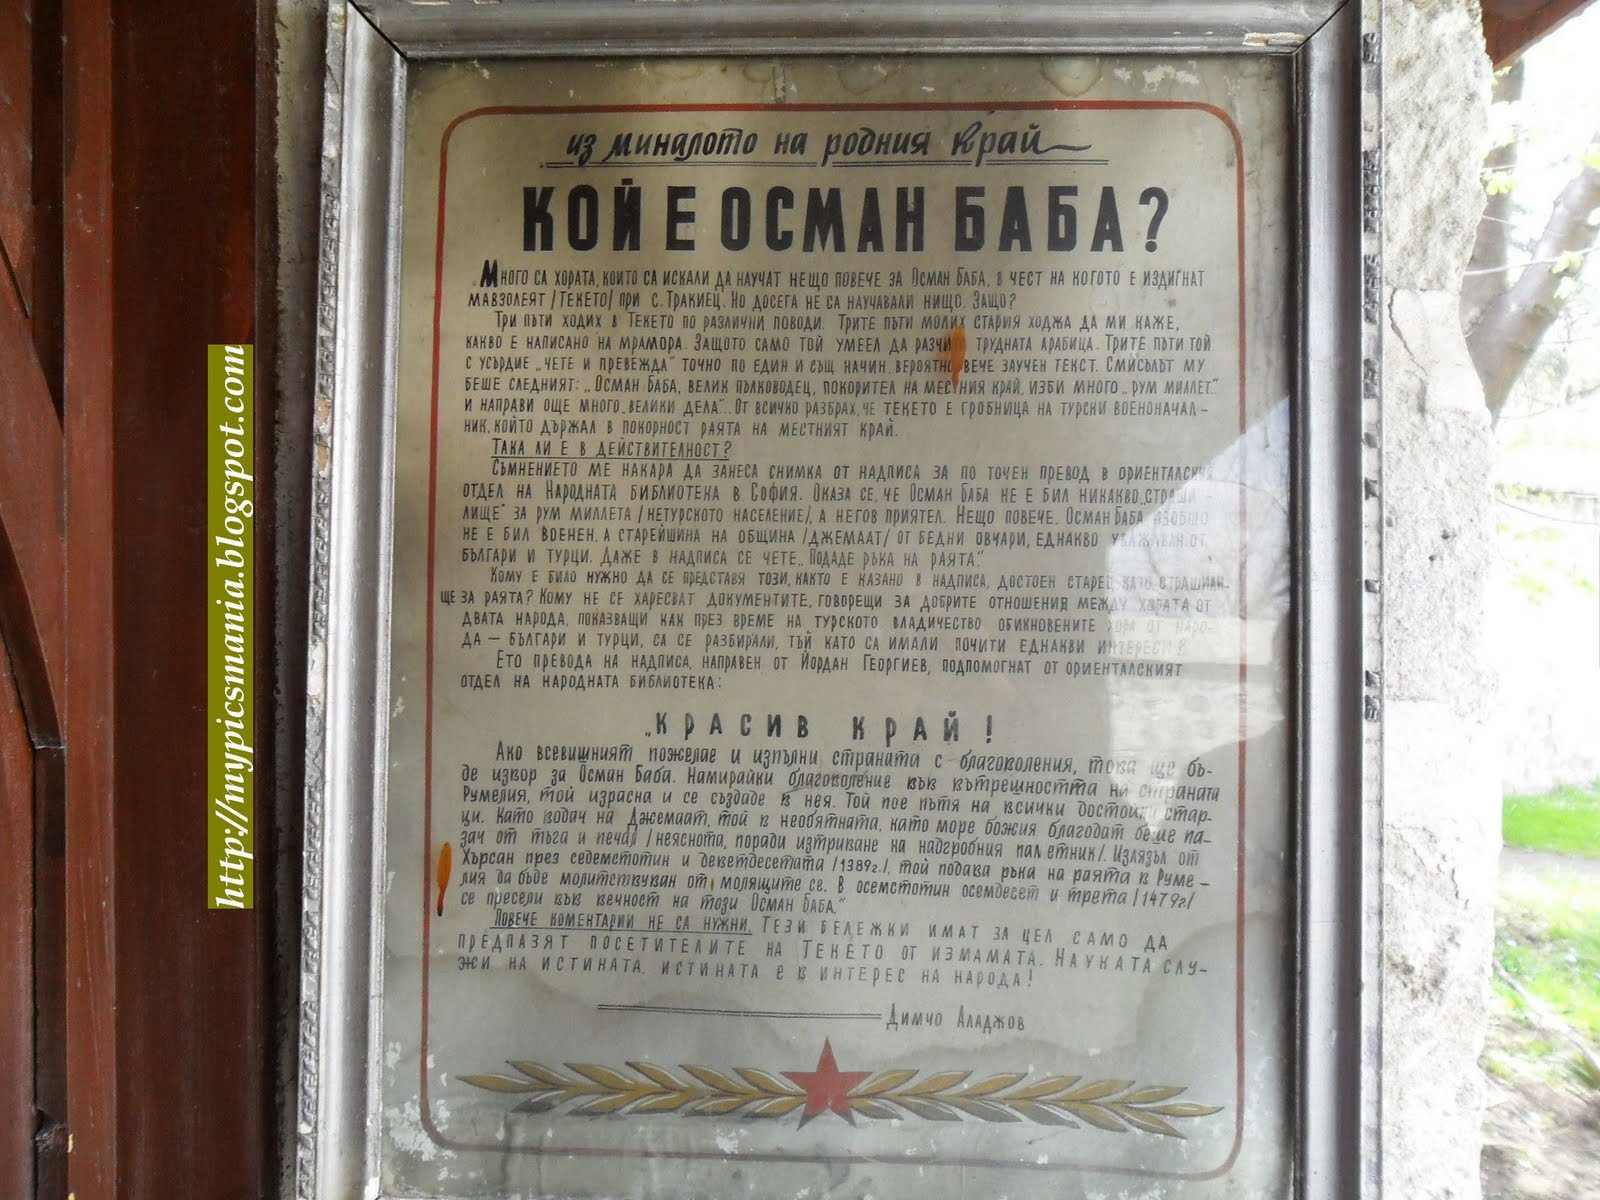 из миналото на родния край
КОЙ Е ОСМАН БАБА?
Много са хората, които са искали да научат нещо повече за Осман Баба, в чест на когото е издигнат
мавзолеят /Текето/ при с. Тракиец. Но досега не са научавали нищо. Защо?
Три пъти ходих в Текето по различни поводи. Трите пъти молих стария ходжа да ми каже,
какво е написано на мрамора. Защото само той умеел да разчи трудната арабица. Трите пъти той
с усърдие „чете и превежда" точно по един и същ начин, вероятно вече заучен текст. Смисълът му
беше следният: „Осман Баба, велик пълководец, покорител на местния край, изби много „рум миллет"
и направи още много „велики дела"... От всичко разбрах, че текето е гробница на турски военачал-
ник, който държал в покорност раята на местният край.
Така ли е в действителност?
Съмнението ме накара да занеса снимка от надписа за по точен превод в ориенталския
отдел на Народната библиотека в София. Оказа се, че Осман Баба не е бил никакво „страши-
лище" за рум миллета /нетурското население/, а негов приятел. Нещо повече. Осман Баба изобщо
не е бил военен, а старейшина на община /джемаат/ от бедни овчари, еднакво уважаван от
българи и турци. Даже в надписа се чете „Подаде ръка на раята".
Кому е било нужно да се представя този, както е казано в надписа, достоен старец като страшили-
ще за раята? Кому не се харесват документите, говорещи за добрите отношения между хората от
двата народа, показващи как през време на турското владичество обикновените хора от наро-
да – българи и турци, са се разбирали, тъй като са имали почти еднакви интереси?
Ето превода на надписа, направен от Йордан Георгиев, подпомогнат от ориенталският
отдел на народната библиотека:
„КРАСИВ КРАЙ!
Ако всевишният пожелае и изпълни страната с благоволения, това ще бъ-
де извор за Осман Баба. Намирайки благоволение във вътрешността на страната
Румелия, той израсна и се създаде в нея. Той пое пътя на всички достойни стар-
ци. Като водач на Джемаат, той в необятната, като море божия благодат беше па-
зач от тъга и печал /неяснота, поради изтриване на надгробния паметник/. Излязъл от
Хърсан през седемстотин и деветдесетата /1389г./, той подава ръка на раята в Руме-
лия да бъде молитствуван от молящите се. В осемстотин осемдесет и трета /1479г./
се пресели във вечност на този Осман Баба."
Повече коментарии не са нужни. Тези бележки имат за цел само да
предпазят посетителите на Текето от измамата. Науката слу-
жи на истината, истината е в интерес на народа!
Димчо Аладжов
http://mypicsmania.blogspot.com